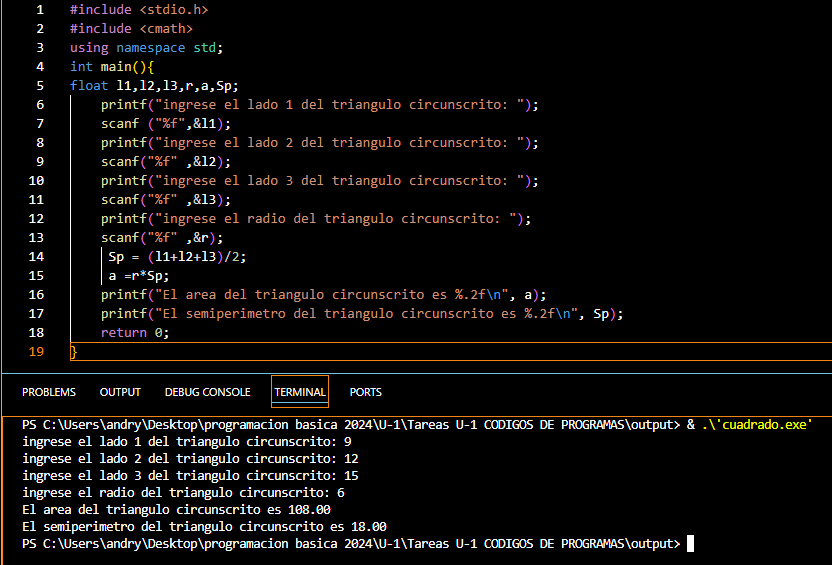 1 #include <stdio.h>
2 #include <cmath>
3 using namespace std;
4 int main(){
5 float l1,l2,l3,r,a,Sp;
6 printf("ingrese el lado 1 del triangulo circunscrito: ");
7 scanf ("%f",&l1);
8 printf("ingrese el lado 2 del triangulo circunscrito: ");
9 scanf("%f" ,&l2);
10 printf("ingrese el lado 3 del triangulo circunscrito: ");
11 scanf("%f" ,&l3);
12 printf("ingrese el radio del triangulo circunscrito: ");
13 scanf("%f" ,&r);
14 Sp = (l1+l2+l3)/2;
15 a =r*Sp;
16 printf("El area del triangulo circunscrito es %.2f\n", a);
17 printf("El semiperimetro del triangulo circunscrito es %.2f\n", Sp);
18 return 0;
19 }
PROBLEMS OUTPUT DEBUG CONSOLE TERMINAL PORTS
PS C:\Users\andry\Desktop\programacion basica 2024\U-1\Tareas U-1 CODIGOS DE PROGRAMAS\output> & .\'cuadrado.exe'
ingrese el lado 1 del triangulo circunscrito: 9
ingrese el lado 2 del triangulo circunscrito: 12
ingrese el lado 3 del triangulo circunscrito: 15
ingrese el radio del triangulo circunscrito: 6
El area del triangulo circunscrito es 108.00
El semiperimetro del triangulo circunscrito es 18.00
PS C:\Users\andry\Desktop\programacion basica 2024\U-1\Tareas U-1 CODIGOS DE PROGRAMAS\output>